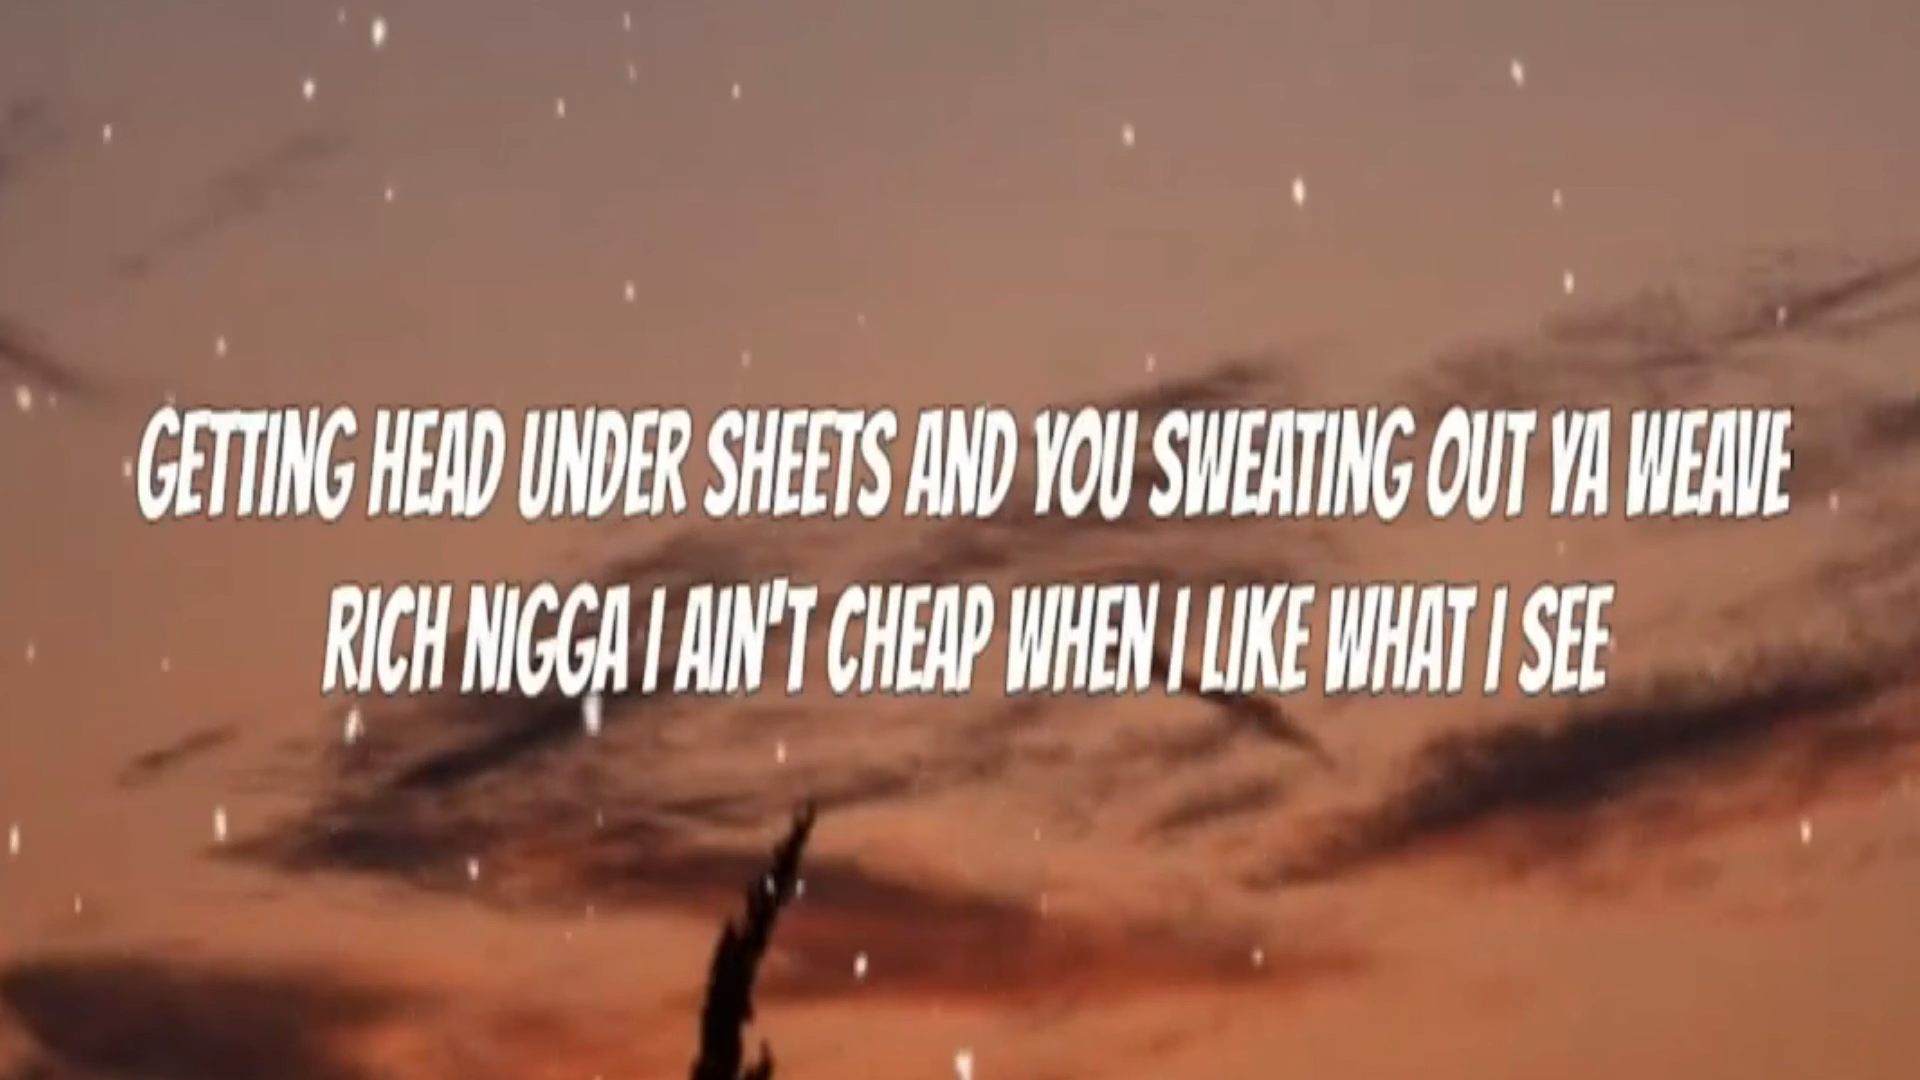 GETTING HEAD UNDER SHEETS AND YOU SWEATING OUT YA WEAVE
RICH NIGGA I AIN'T CHEAP WHEN I LIKE WHAT I SEE